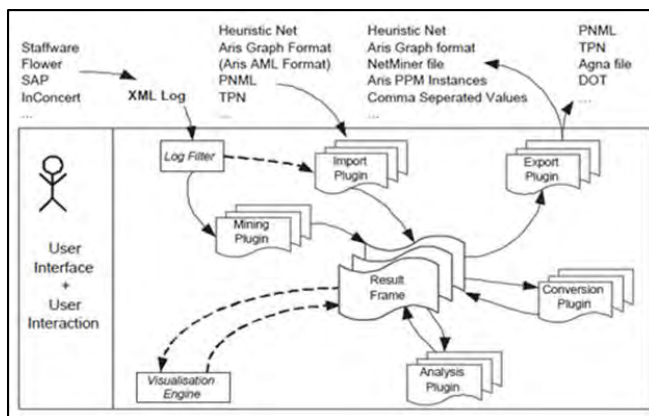 Staffware
Flower
SAP
InConcert
...
XML Log
Heuristic Net
Aris Graph Format
(Aris AML Format)
PNML
TPN
...
Heuristic Net
Aris Graph format
NetMiner file
Aris PPM Instances
Comma Seperated Values
...
PNML
TPN
Agna file
DOT
...
User
Interface
+
User
Interaction
Log Filter
Import
Plugin
Export
Plugin
Mining
Plugin
Result
Frame
Conversion
Plugin
Visualisation
Engine
Analysis
Plugin